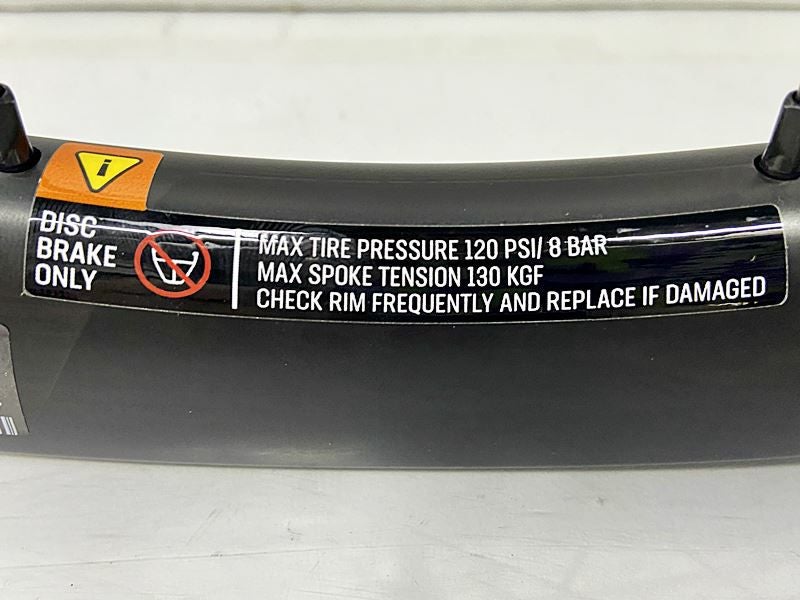 DISC
BRAKE
ONLY
MAX TIRE PRESSURE 120 PSI/ 8 BAR
MAX SPOKE TENSION 130 KGF
CHECK RIM FREQUENTLY AND REPLACE IF DAMAGED